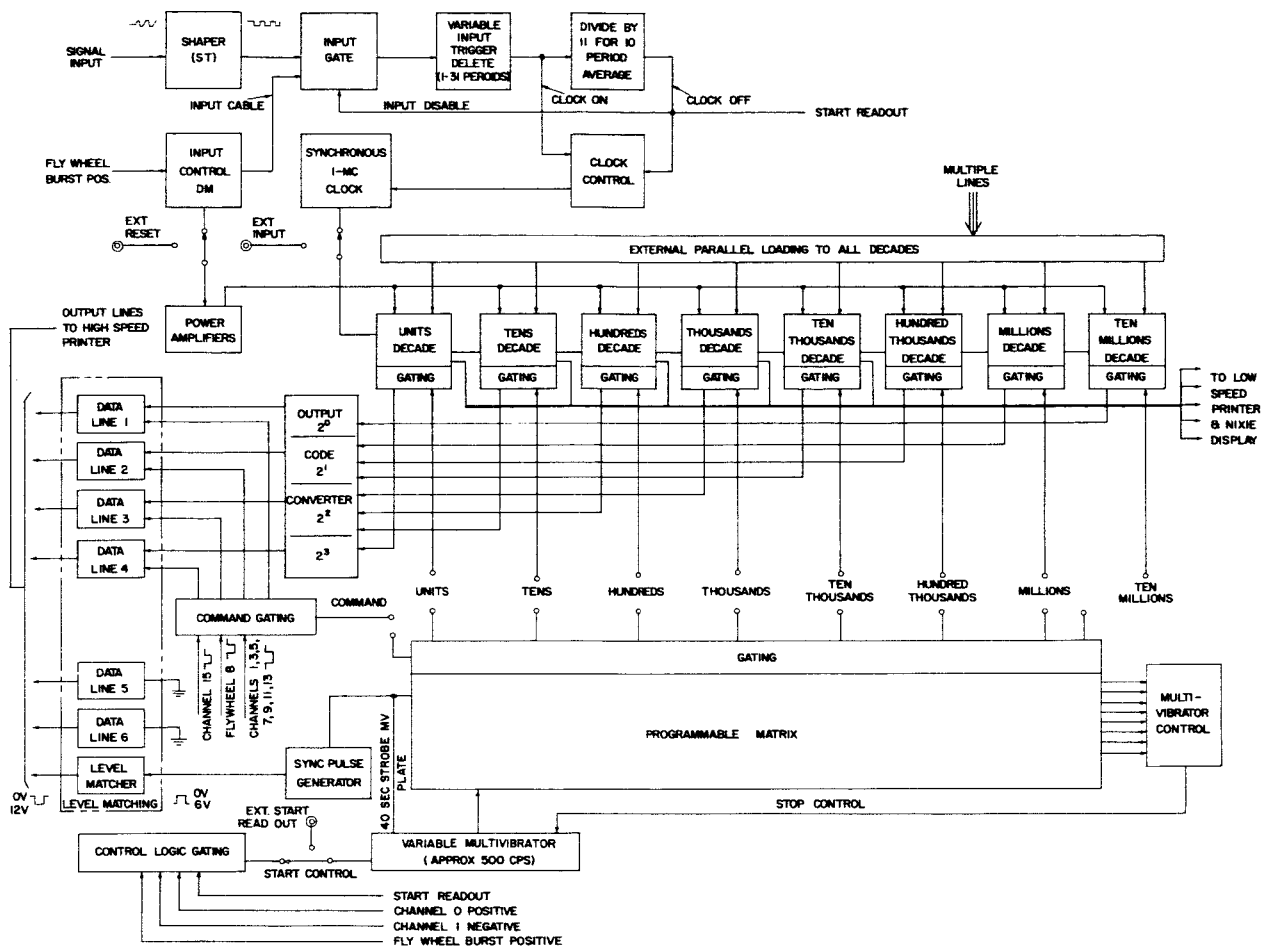 SIGNAL
INPUT
SHAPER
(ST)
INPUT
GATE
VARIABLE
INPUT
TRIGGER
DELETE
(1-31 PEROIDS)
DIVIDE BY
11 FOR 10
PERIOD
AVERAGE
INPUT CABLE
INPUT DISABLE
CLOCK ON
CLOCK OFF
START READOUT
FLY WHEEL
BURST POS.
INPUT
CONTROL
DM
SYNCHRONOUS
1-MC
CLOCK
CLOCK
CONTROL
MULTIPLE
LINES
EXT
RESET
EXT
INPUT
EXTERNAL PARALLEL LOADING TO ALL DECADES
OUTPUT LINES
TO HIGH SPEED
PRINTER
POWER
AMPLIFIERS
UNITS
DECADE
GATING
TENS
DECADE
GATING
HUNDREDS
DECADE
GATING
THOUSANDS
DECADE
GATING
TEN
THOUSANDS
DECADE
GATING
HUNDRED
THOUSANDS
DECADE
GATING
MILLIONS
DECADE
GATING
TEN
MILLIONS
DECADE
GATING
TO LOW
SPEED
PRINTER
& NIXIE
DISPLAY
DATA
LINE 1
DATA
LINE 2
DATA
LINE 3
DATA
LINE 4
OUTPUT
2⁰
CODE
2¹
CONVERTER
2²
2³
COMMAND GATING
COMMAND
UNITS
TENS
HUNDREDS
THOUSANDS
TEN
THOUSANDS
HUNDRED
THOUSANDS
MILLIONS
TEN
MILLIONS
GATING
PROGRAMMABLE MATRIX
MULTI-
VIBRATOR
CONTROL
CHANNEL 15
FLYWHEEL 8
CHANNELS 1,3,5,
7,9,11,13
DATA
LINE 5
DATA
LINE 6
LEVEL
MATCHER
LEVEL MATCHING
0V
12V
0V
6V
SYNC PULSE
GENERATOR
40 SEC STROBE MV
PLATE
STOP CONTROL
EXT. START
READ OUT
CONTROL LOGIC GATING
START CONTROL
VARIABLE MULTIVIBRATOR
(APPROX 500 CPS)
START READOUT
CHANNEL 0 POSITIVE
CHANNEL 1 NEGATIVE
FLY WHEEL BURST POSITIVE